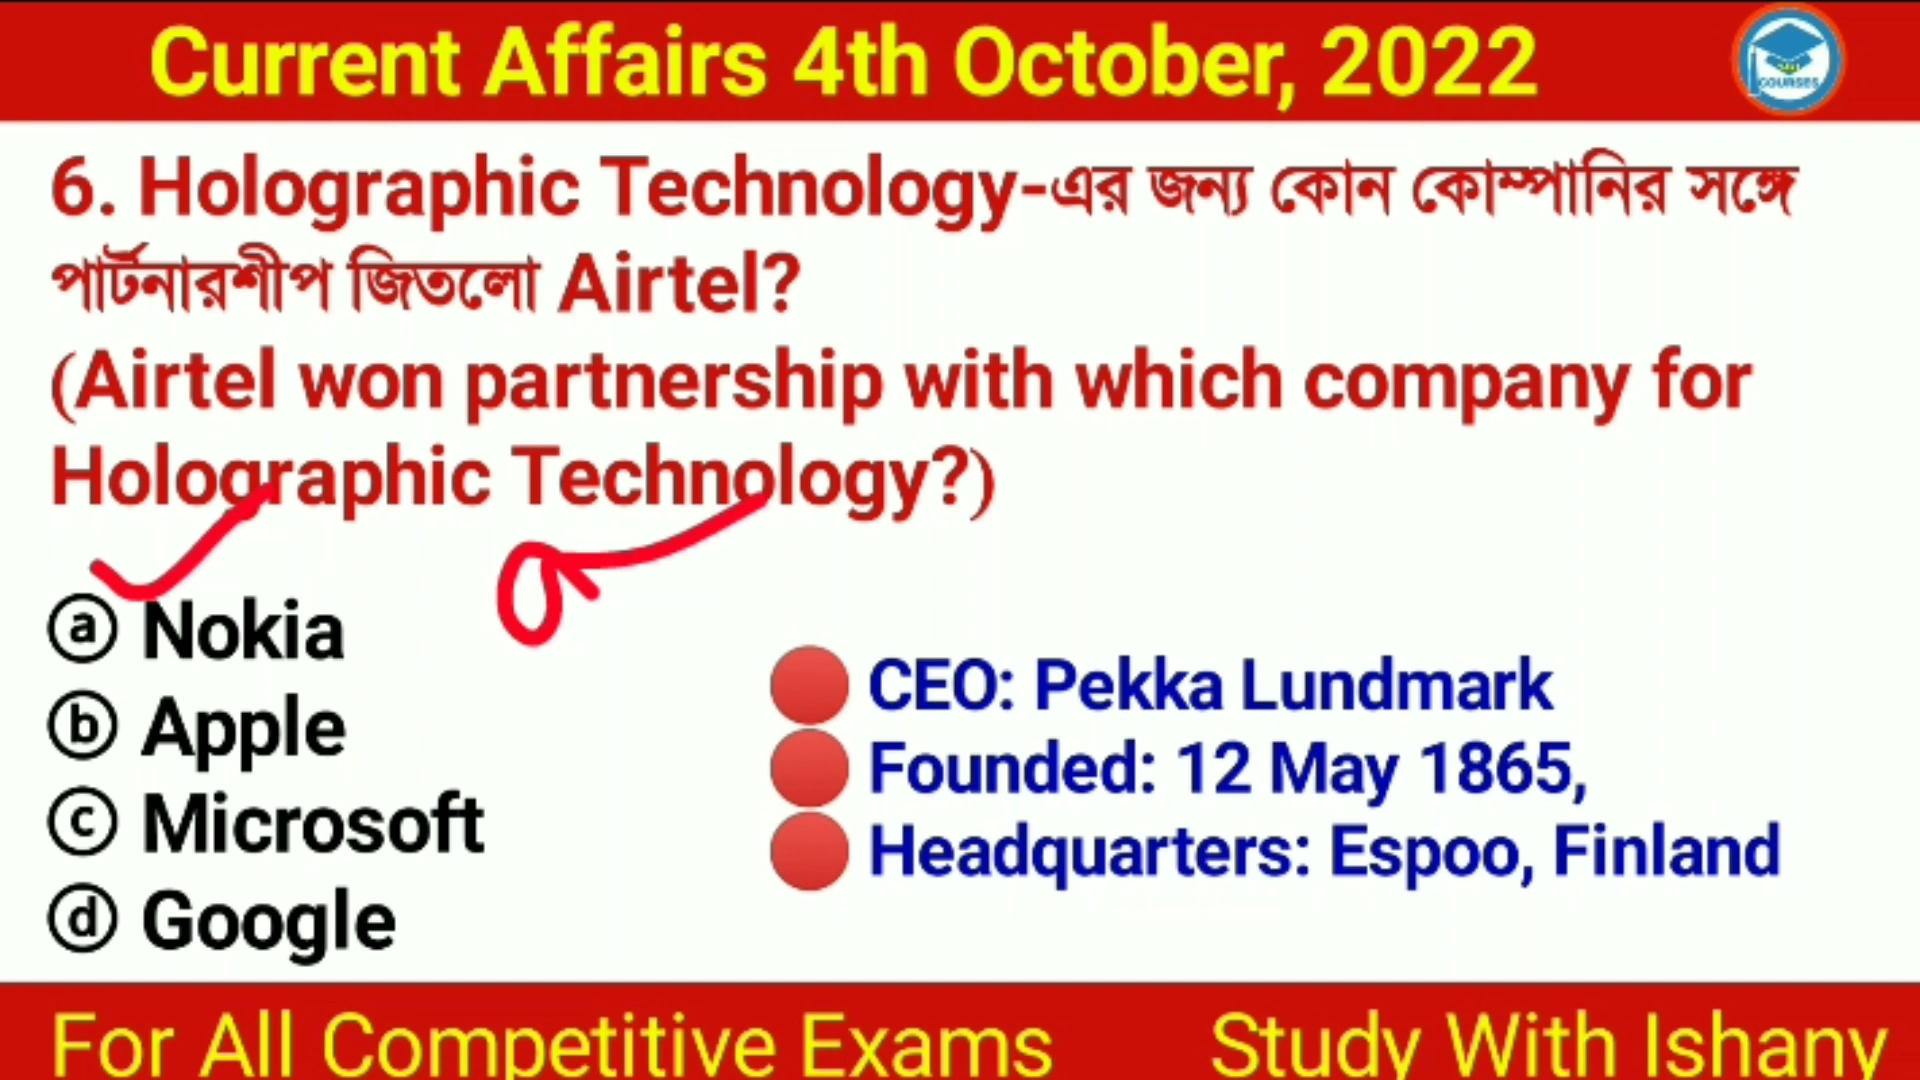 Current Affairs 4th October, 2022
COURSES
6. Holographic Technology-এর জন্য কোন কোম্পানির সঙ্গে
পার্টনারশীপ জিতলো Airtel?
(Airtel won partnership with which company for
Holographic Technology?)
ⓐ Nokia
ⓑ Apple
ⓒ Microsoft
ⓓ Google
CEO: Pekka Lundmark
Founded: 12 May 1865,
Headquarters: Espoo, Finland
For All Competitive Exams
Study With Ishany